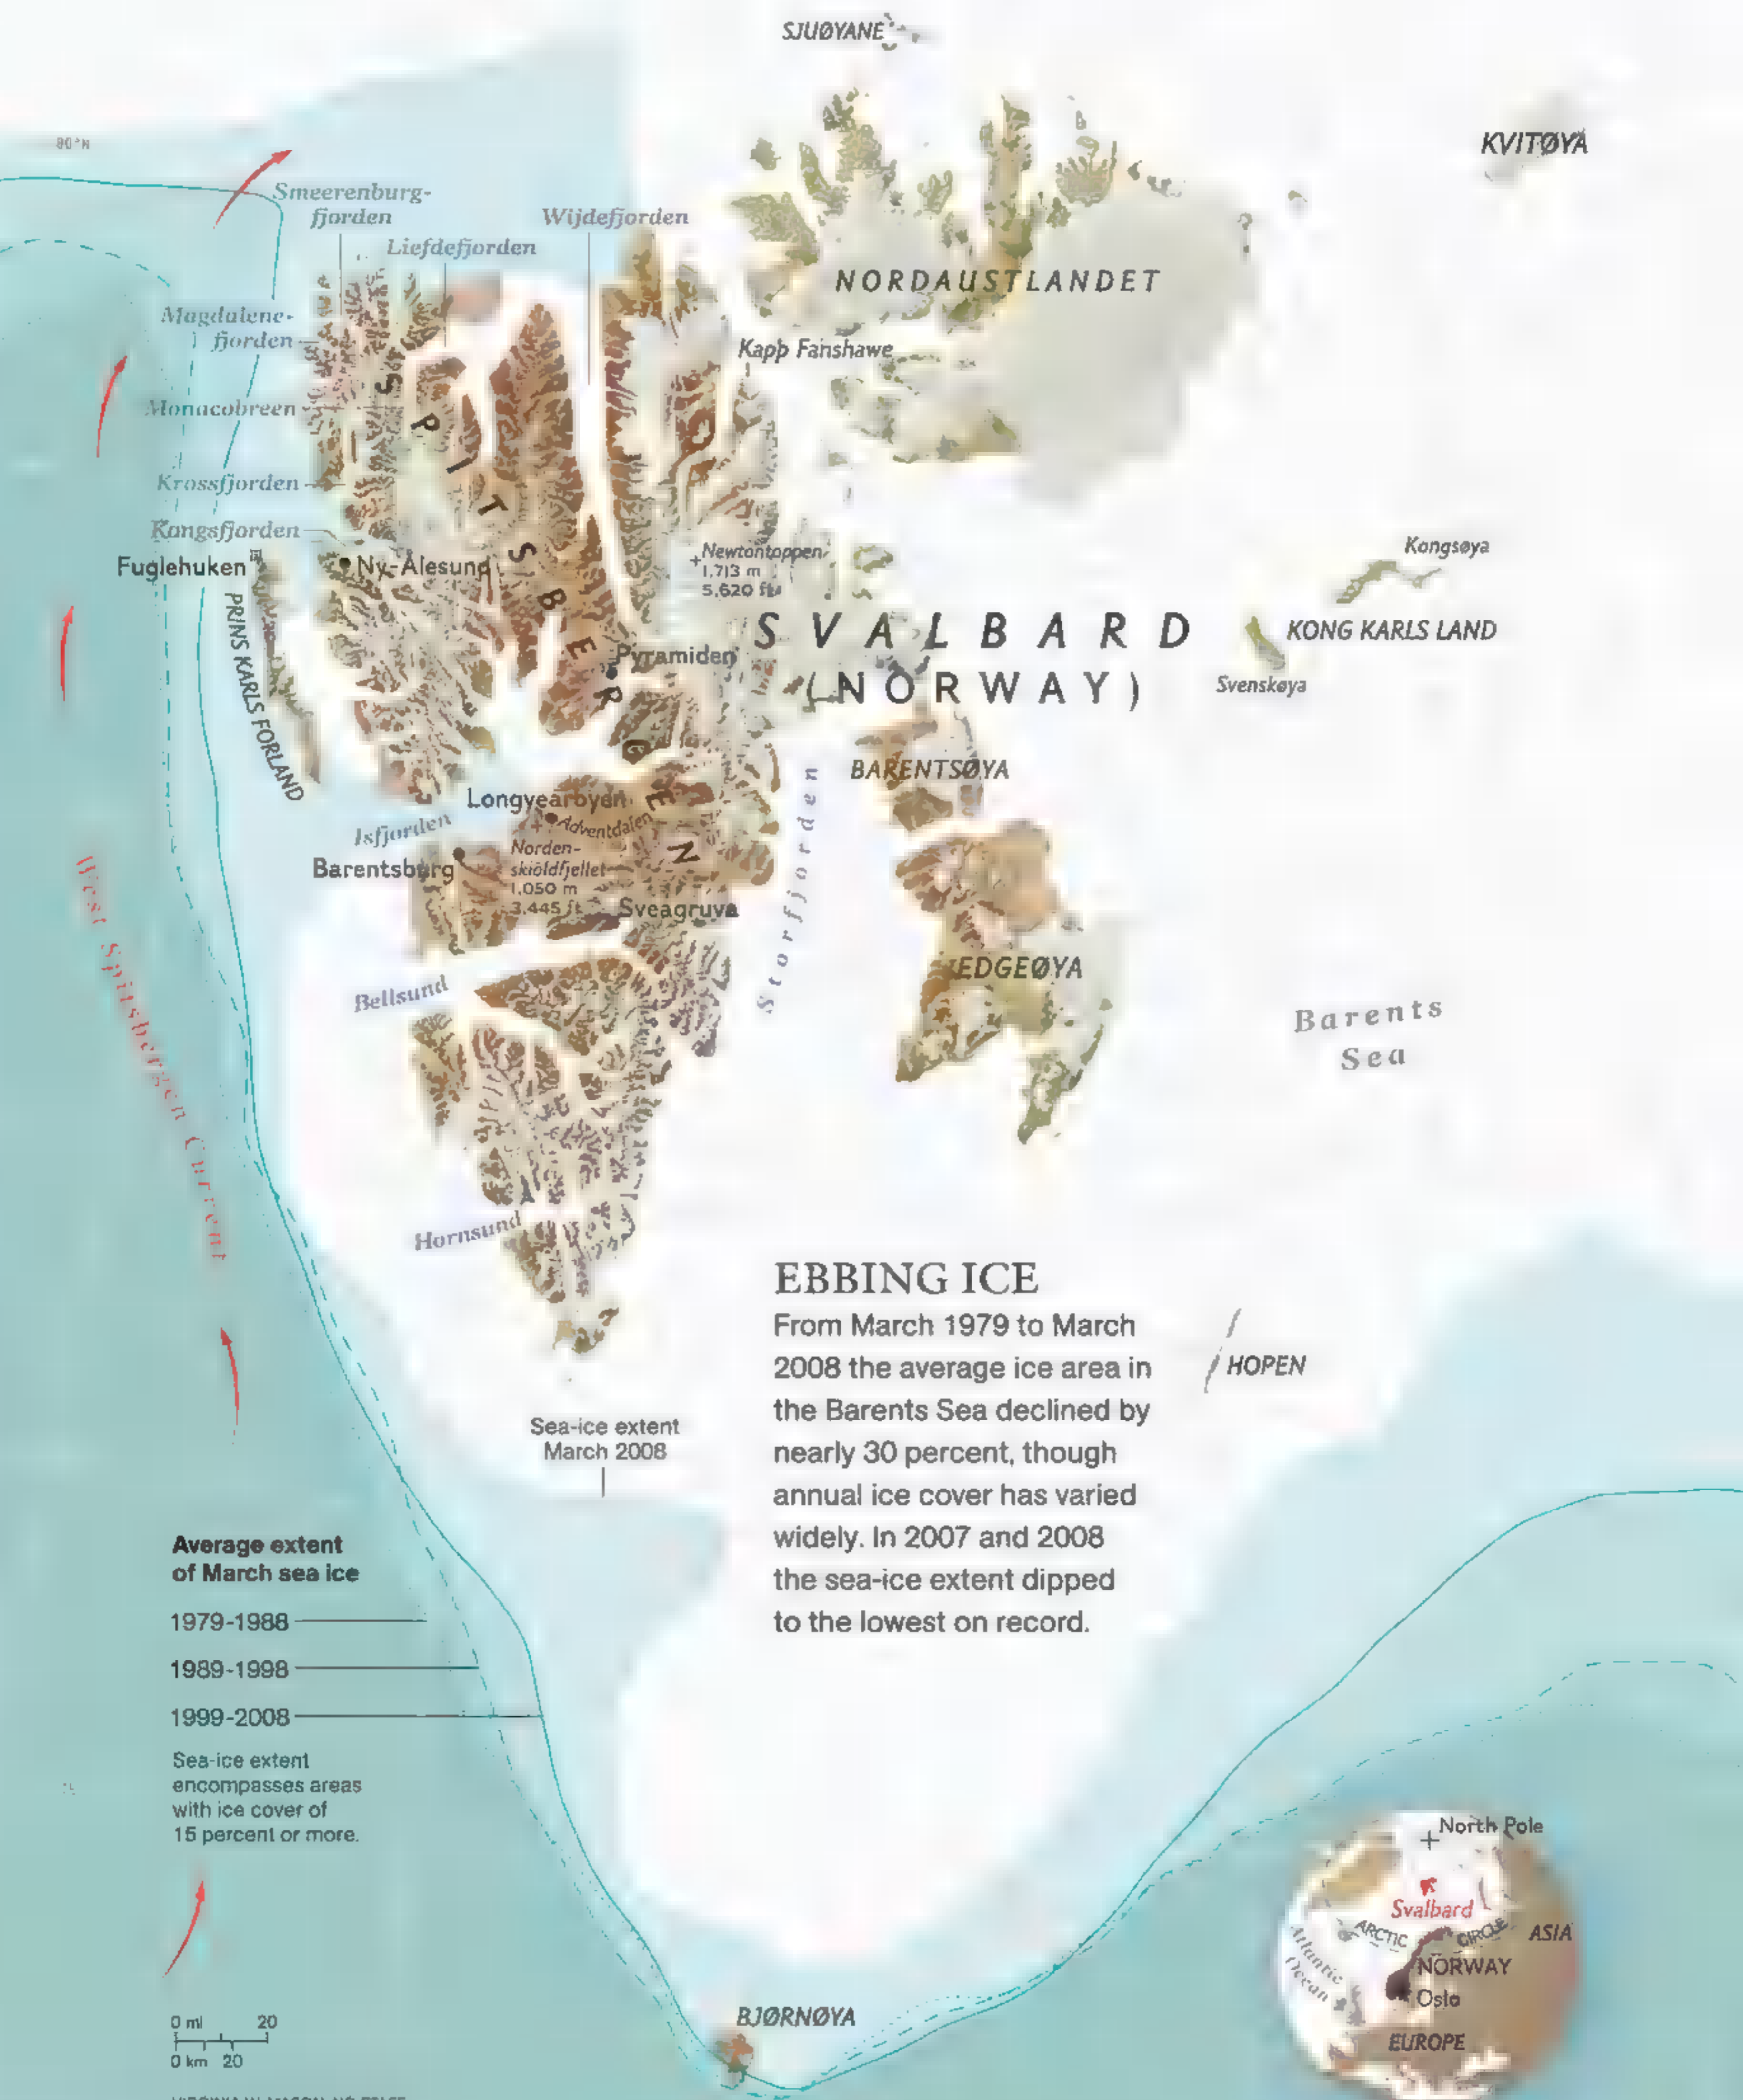 SJUØYANE
KVITØYA
80°N
Smeerenburg-
fjorden
Wijdefjorden
Liefdefjorden
NORDAUSTLANDET
Magdalene-
fjorden
Kapp Fanshawe
Monacobreen
Krossfjorden
Kongsfjorden
Fuglehuken
Ny-Ålesund
Newtontoppen
1,713 m
5,620 ft
Kongsøya
PRINS KARLS FORLAND
SPITSBERGEN
SVALBARD
(NORWAY)
KONG KARLS LAND
Pyramiden
Svenskøya
BARENTSØYA
Longyearbyen
Adventdalen
Isfjorden
Norden-
skiöldfjellet
1,050 m
3,445 ft
Barentsburg
Sveagruva
Storfjorden
EDGEØYA
Bellsund
Barents
Sea
West Spitsbergen Current
Hornsund
EBBING ICE
From March 1979 to March
2008 the average ice area in
the Barents Sea declined by
nearly 30 percent, though
annual ice cover has varied
widely. In 2007 and 2008
the sea-ice extent dipped
to the lowest on record.
HOPEN
Sea-ice extent
March 2008
Average extent
of March sea ice
1979-1988
1989-1998
1999-2008
Sea-ice extent
encompasses areas
with ice cover of
15 percent or more.
North Pole
Svalbard
ARCTIC CIRCLE
ASIA
Atlantic
Ocean
NORWAY
Oslo
EUROPE
BJØRNØYA
0 mi 20
0 km 20